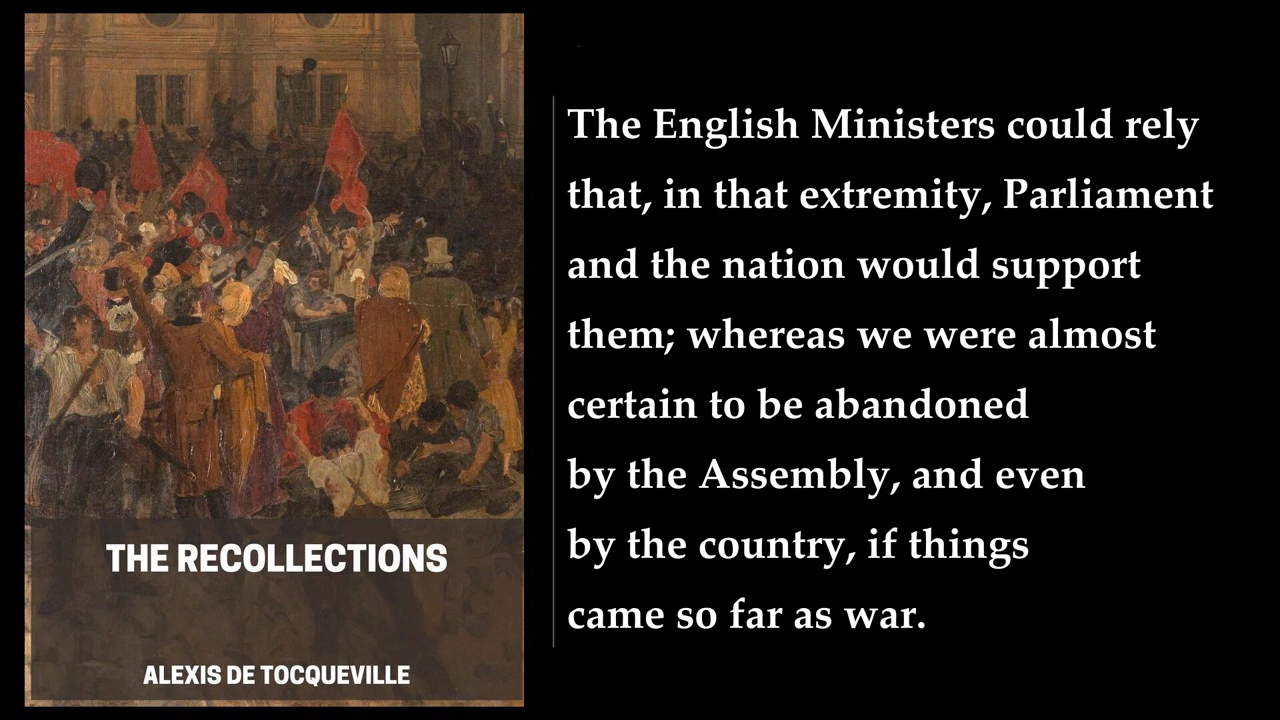 THE RECOLLECTIONS
ALEXIS DE TOCQUEVILLE
The English Ministers could rely
that, in that extremity, Parliament
and the nation would support
them; whereas we were almost
certain to be abandoned
by the Assembly, and even
by the country, if things
came so far as war.